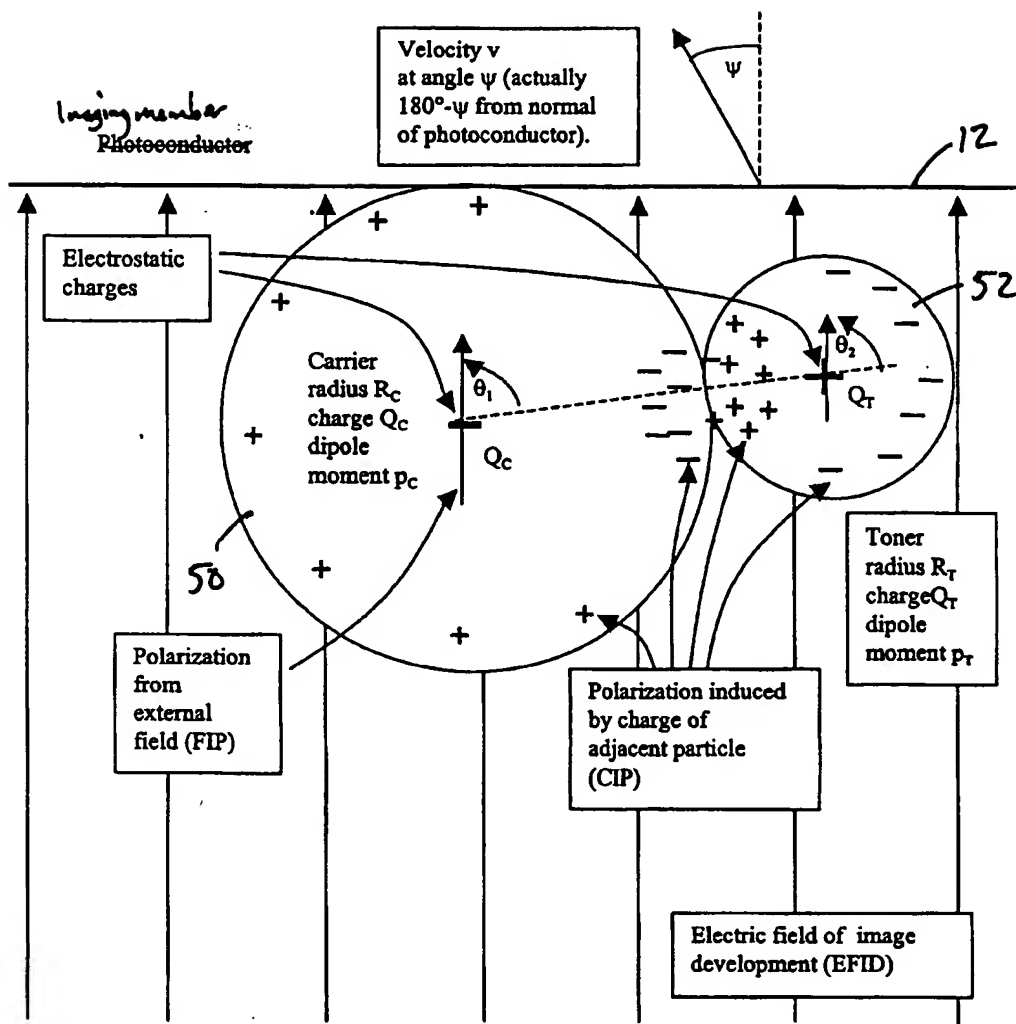 Velocity v
at angle ψ (actually
180°-ψ from normal
of photoconductor).
ψ
Imaging member
Photoconductor
12
Electrostatic
charges
52
Carrier
radius R_C
charge Q_C
dipole
moment p_C
θ₁
Q_C
θ₂
Q_T
50
Toner
radius R_T
chargeQ_T
dipole
moment p_T
Polarization
from
external
field (FIP)
Polarization induced
by charge of
adjacent particle
(CIP)
Electric field of image
development (EFID)